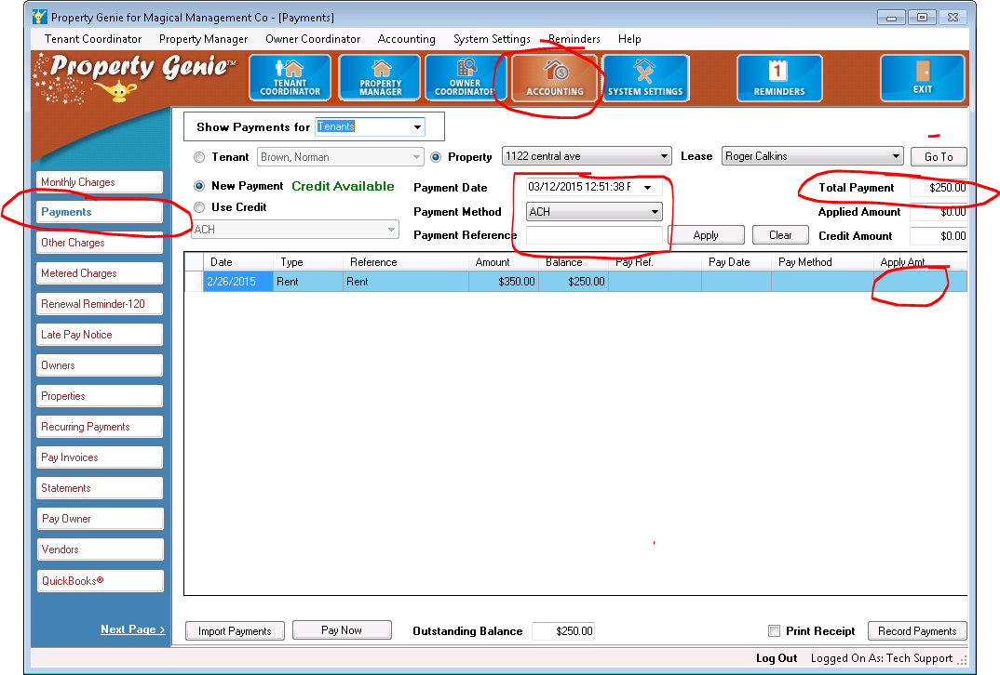 Property Genie for Magical Management Co - [Payments]
Tenant Coordinator Property Manager Owner Coordinator Accounting System Settings Reminders Help
Property Genie™
TENANT COORDINATOR
PROPERTY MANAGER
OWNER COORDINATOR
ACCOUNTING
SYSTEM SETTINGS
1
REMINDERS
EXIT
Show Payments for Tenants
Tenant Brown, Norman Property 1122 central ave Lease Roger Calkins Go To
New Payment Credit Available Payment Date 03/12/2015 12:51:38 P Total Payment $250.00
Use Credit Payment Method ACH Applied Amount $0.00
ACH Payment Reference Apply Clear Credit Amount $0.00
Date Type Reference Amount Balance Pay Ref. Pay Date Pay Method Apply Amt.
2/26/2015 Rent Rent $350.00 $250.00
Monthly Charges
Payments
Other Charges
Metered Charges
Renewal Reminder-120
Late Pay Notice
Owners
Properties
Recurring Payments
Pay Invoices
Statements
Pay Owner
Vendors
QuickBooks®
Next Page >
Import Payments Pay Now Outstanding Balance $250.00 Print Receipt Record Payments
Log Out Logged On As: Tech Support